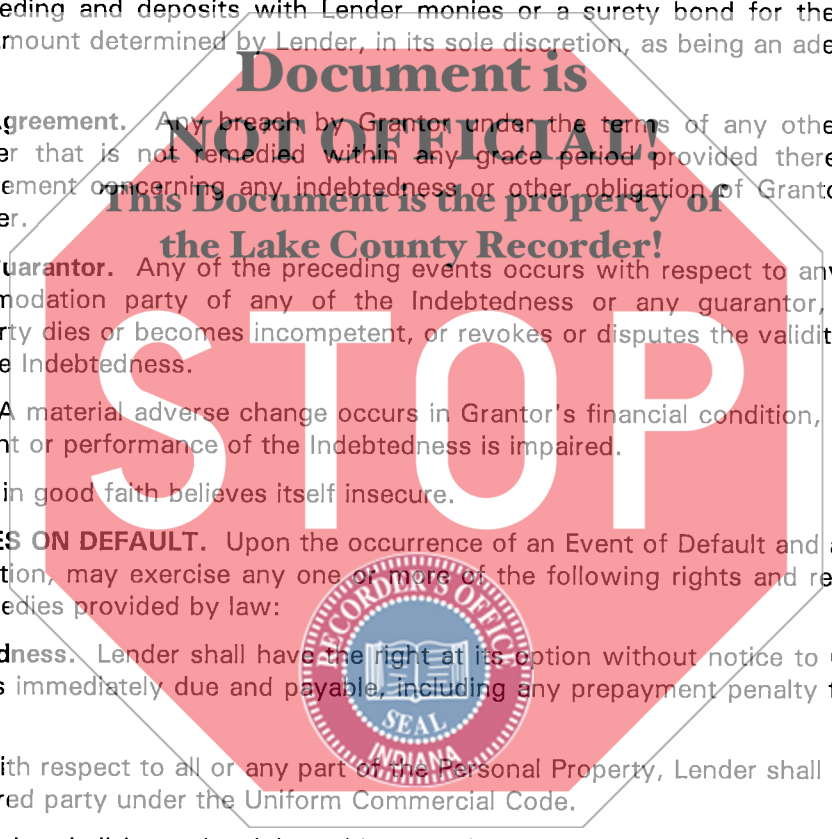 eding and deposits with Lender monies or a surety bond for the
mount determined by Lender, in its sole discretion, as being an ade
Document is
greement. Any breach by Grantor under the terms of any othe
NOT OFFICIAL!
er that is not remedied within any grace period provided there
ement concerning any indebtedness or other obligation of Granto
This Document is the property of
er.
the Lake County Recorder!
uarantor. Any of the preceding events occurs with respect to any
modation party of any of the Indebtedness or any guarantor,
rty dies or becomes incompetent, or revokes or disputes the validit
e Indebtedness.
STOP
A material adverse change occurs in Grantor's financial condition,
nt or performance of the Indebtedness is impaired.
in good faith believes itself insecure.
ES ON DEFAULT. Upon the occurrence of an Event of Default and a
tion, may exercise any one or more of the following rights and re
edies provided by law:
RECORDER'S OFFICE
dness. Lender shall have the right at its option without notice to
s immediately due and payable, including any prepayment penalty f
SEAL
INDIANA
ith respect to all or any part of the Personal Property, Lender shall
red party under the Uniform Commercial Code.